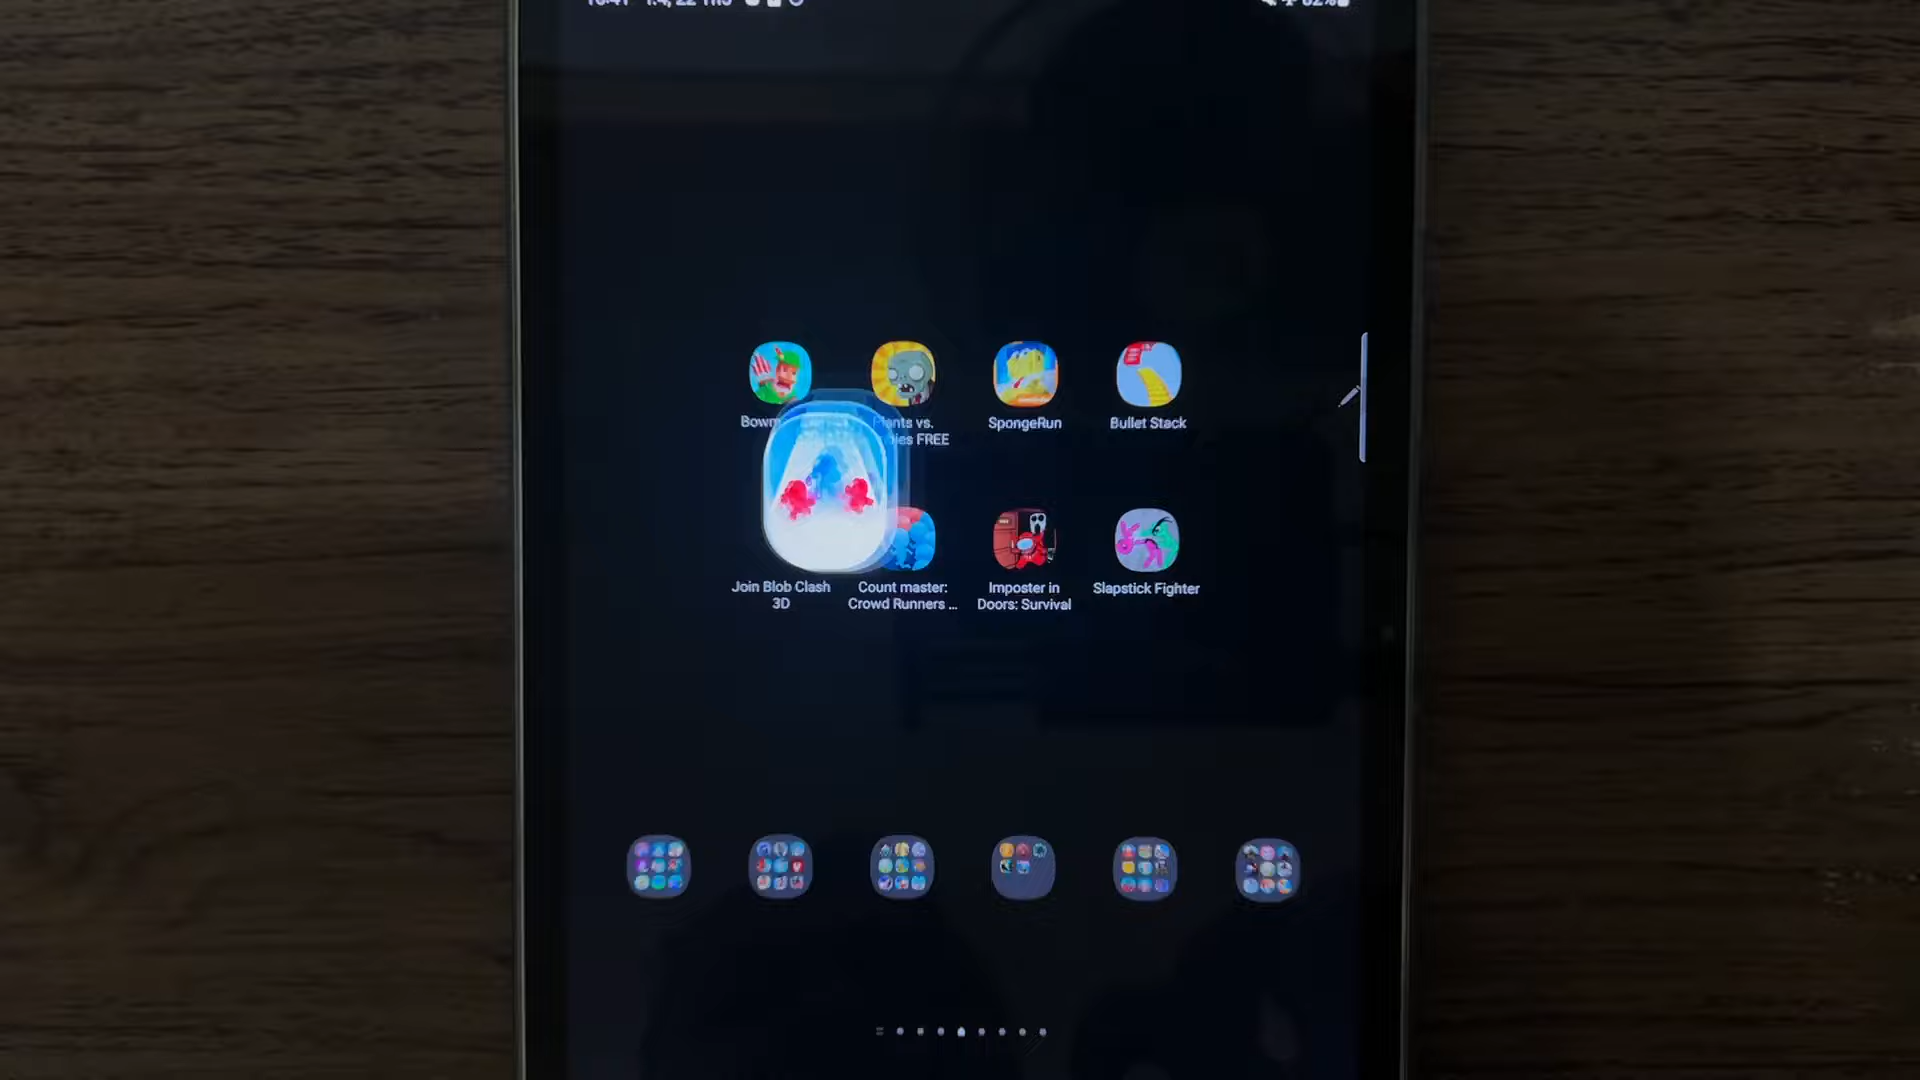 Bowm
Plants vs.
ies FREE
SpongeRun
Bullet Stack
Join Blob Clash
3D
Count master:
Crowd Runners ...
Imposter in
Doors: Survival
Slapstick Fighter